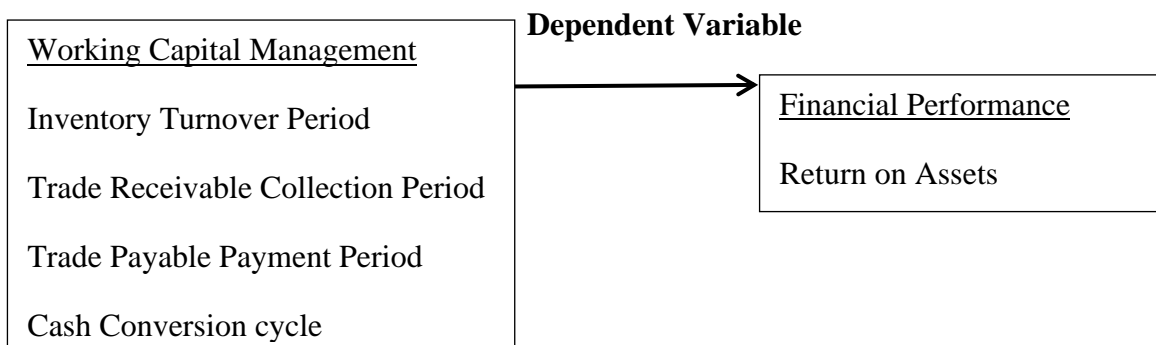 Dependent Variable
Working Capital Management
Inventory Turnover Period
Trade Receivable Collection Period
Trade Payable Payment Period
Cash Conversion cycle
Financial Performance
Return on Assets